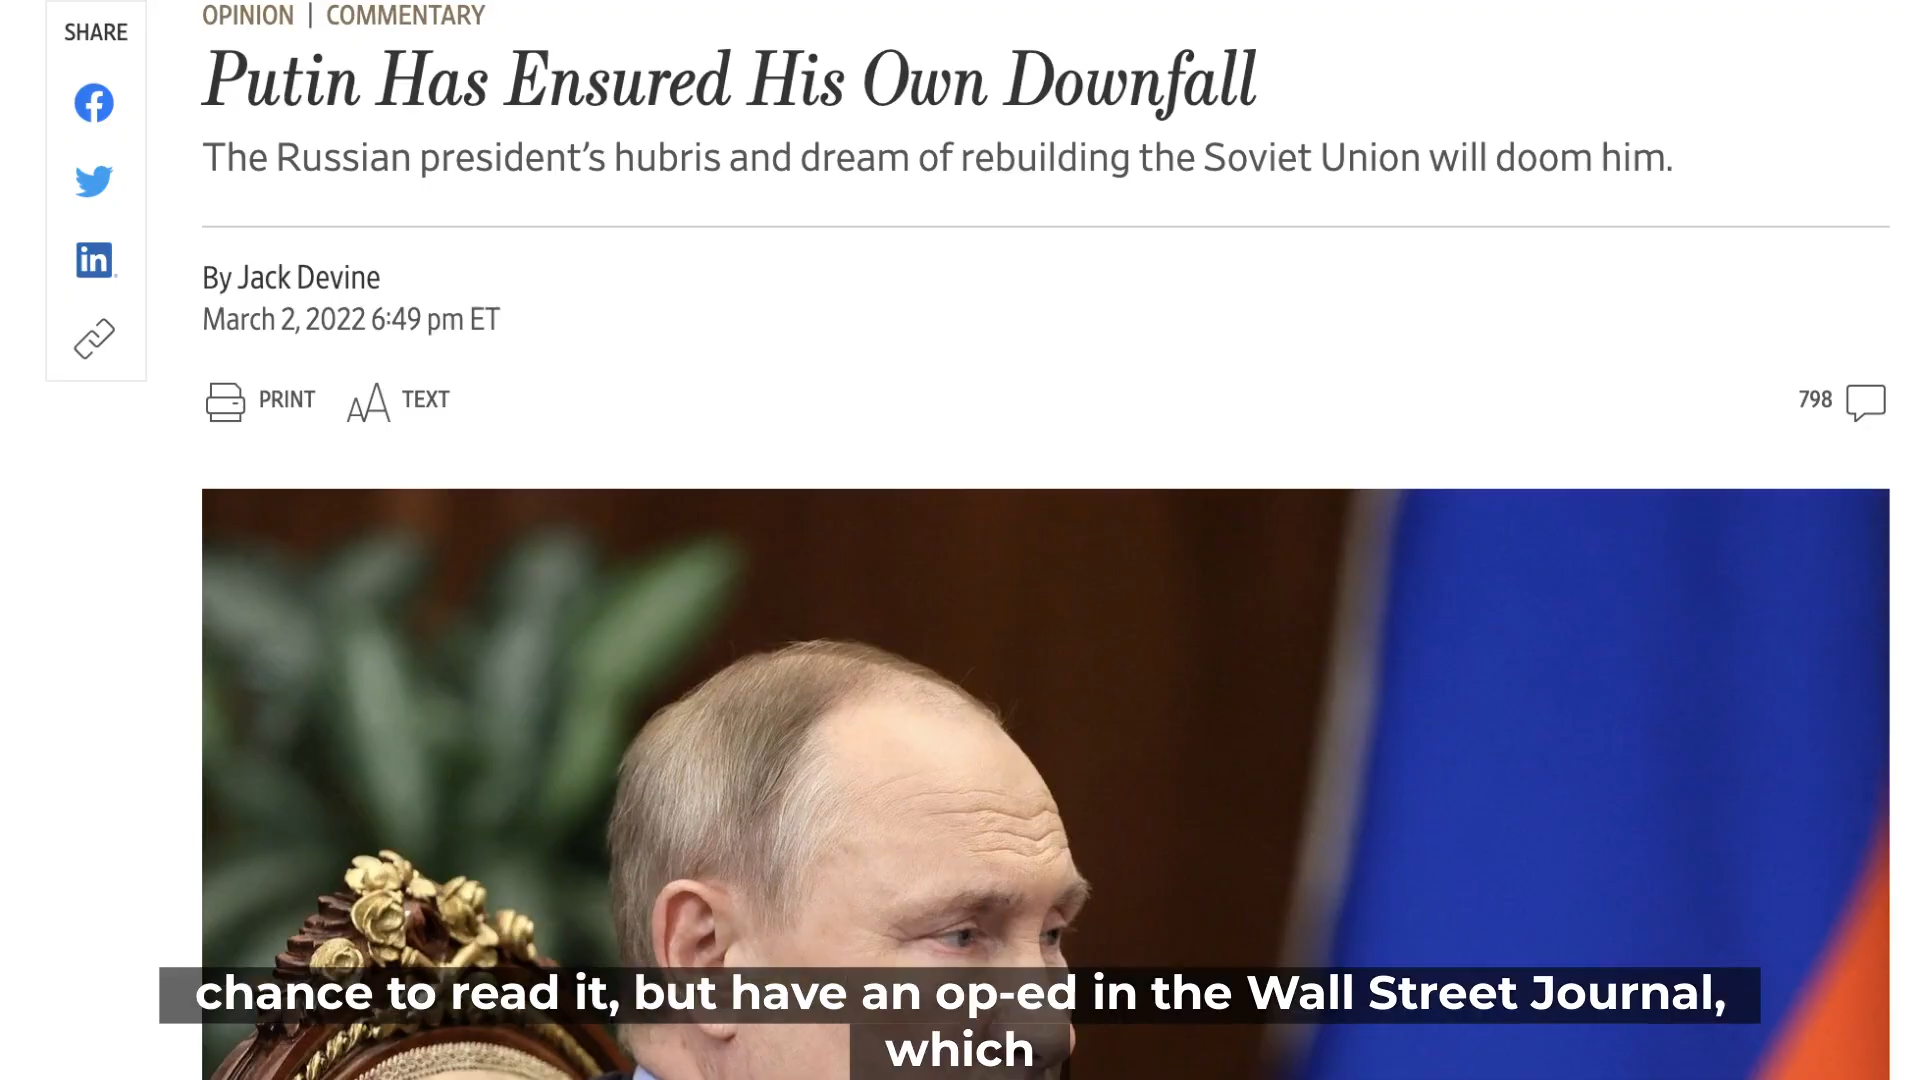 SHARE
OPINION | COMMENTARY
Putin Has Ensured His Own Downfall
The Russian president’s hubris and dream of rebuilding the Soviet Union will doom him.
in
By Jack Devine
March 2, 2022 6:49 pm ET
PRINT AA TEXT
798
chance to read it, but have an op-ed in the Wall Street Journal,
which